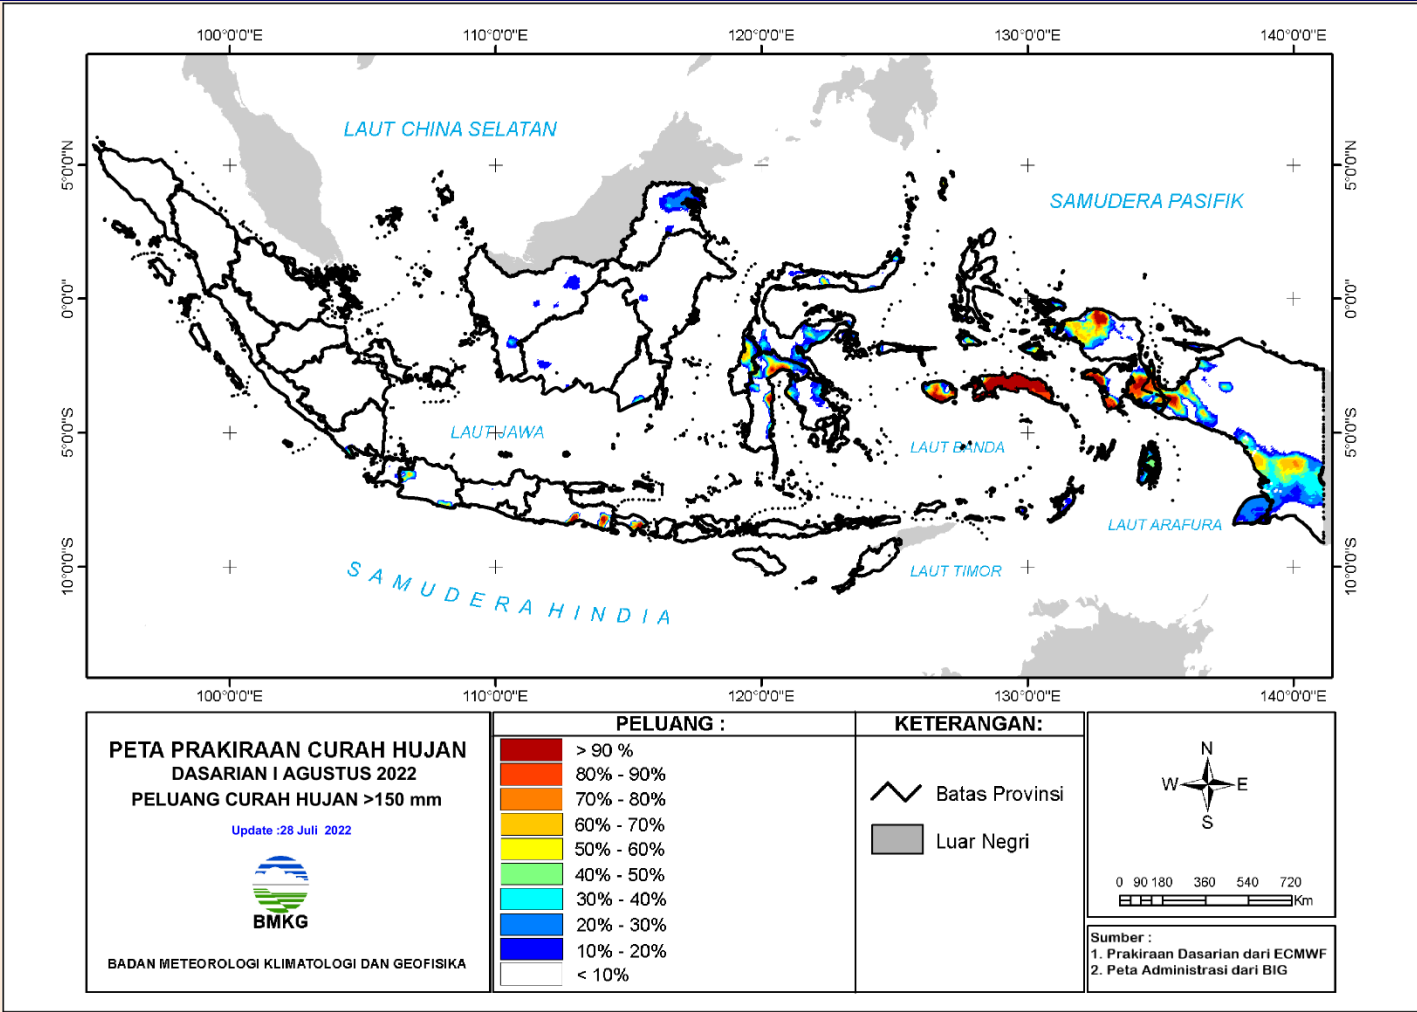 100°0'0"E 110°0'0"E 120°0'0"E 130°0'0"E 140°0'0"E
LAUT CHINA SELATAN
5°0'0"N 5°0'0"N
SAMUDERA PASIFIK
0°0'0" 0°0'0"
LAUT JAWA
5°0'0"S 5°0'0"S
LAUT BANDA
LAUT ARAFURA
10°0'0"S 10°0'0"S
LAUT TIMOR
SAMUDERA HINDIA
100°0'0"E 110°0'0"E 120°0'0"E 130°0'0"E 140°0'0"E
PETA PRAKIRAAN CURAH HUJAN
DASARIAN I AGUSTUS 2022
PELUANG CURAH HUJAN >150 mm
Update :28 Juli 2022
BMKG
BADAN METEOROLOGI KLIMATOLOGI DAN GEOFISIKA
PELUANG :
> 90 %
80% - 90%
70% - 80%
60% - 70%
50% - 60%
40% - 50%
30% - 40%
20% - 30%
10% - 20%
< 10%
KETERANGAN:
Batas Provinsi
Luar Negri
N
W E
S
0 90 180 360 540 720
Km
Sumber :
1. Prakiraan Dasarian dari ECMWF
2. Peta Administrasi dari BIG